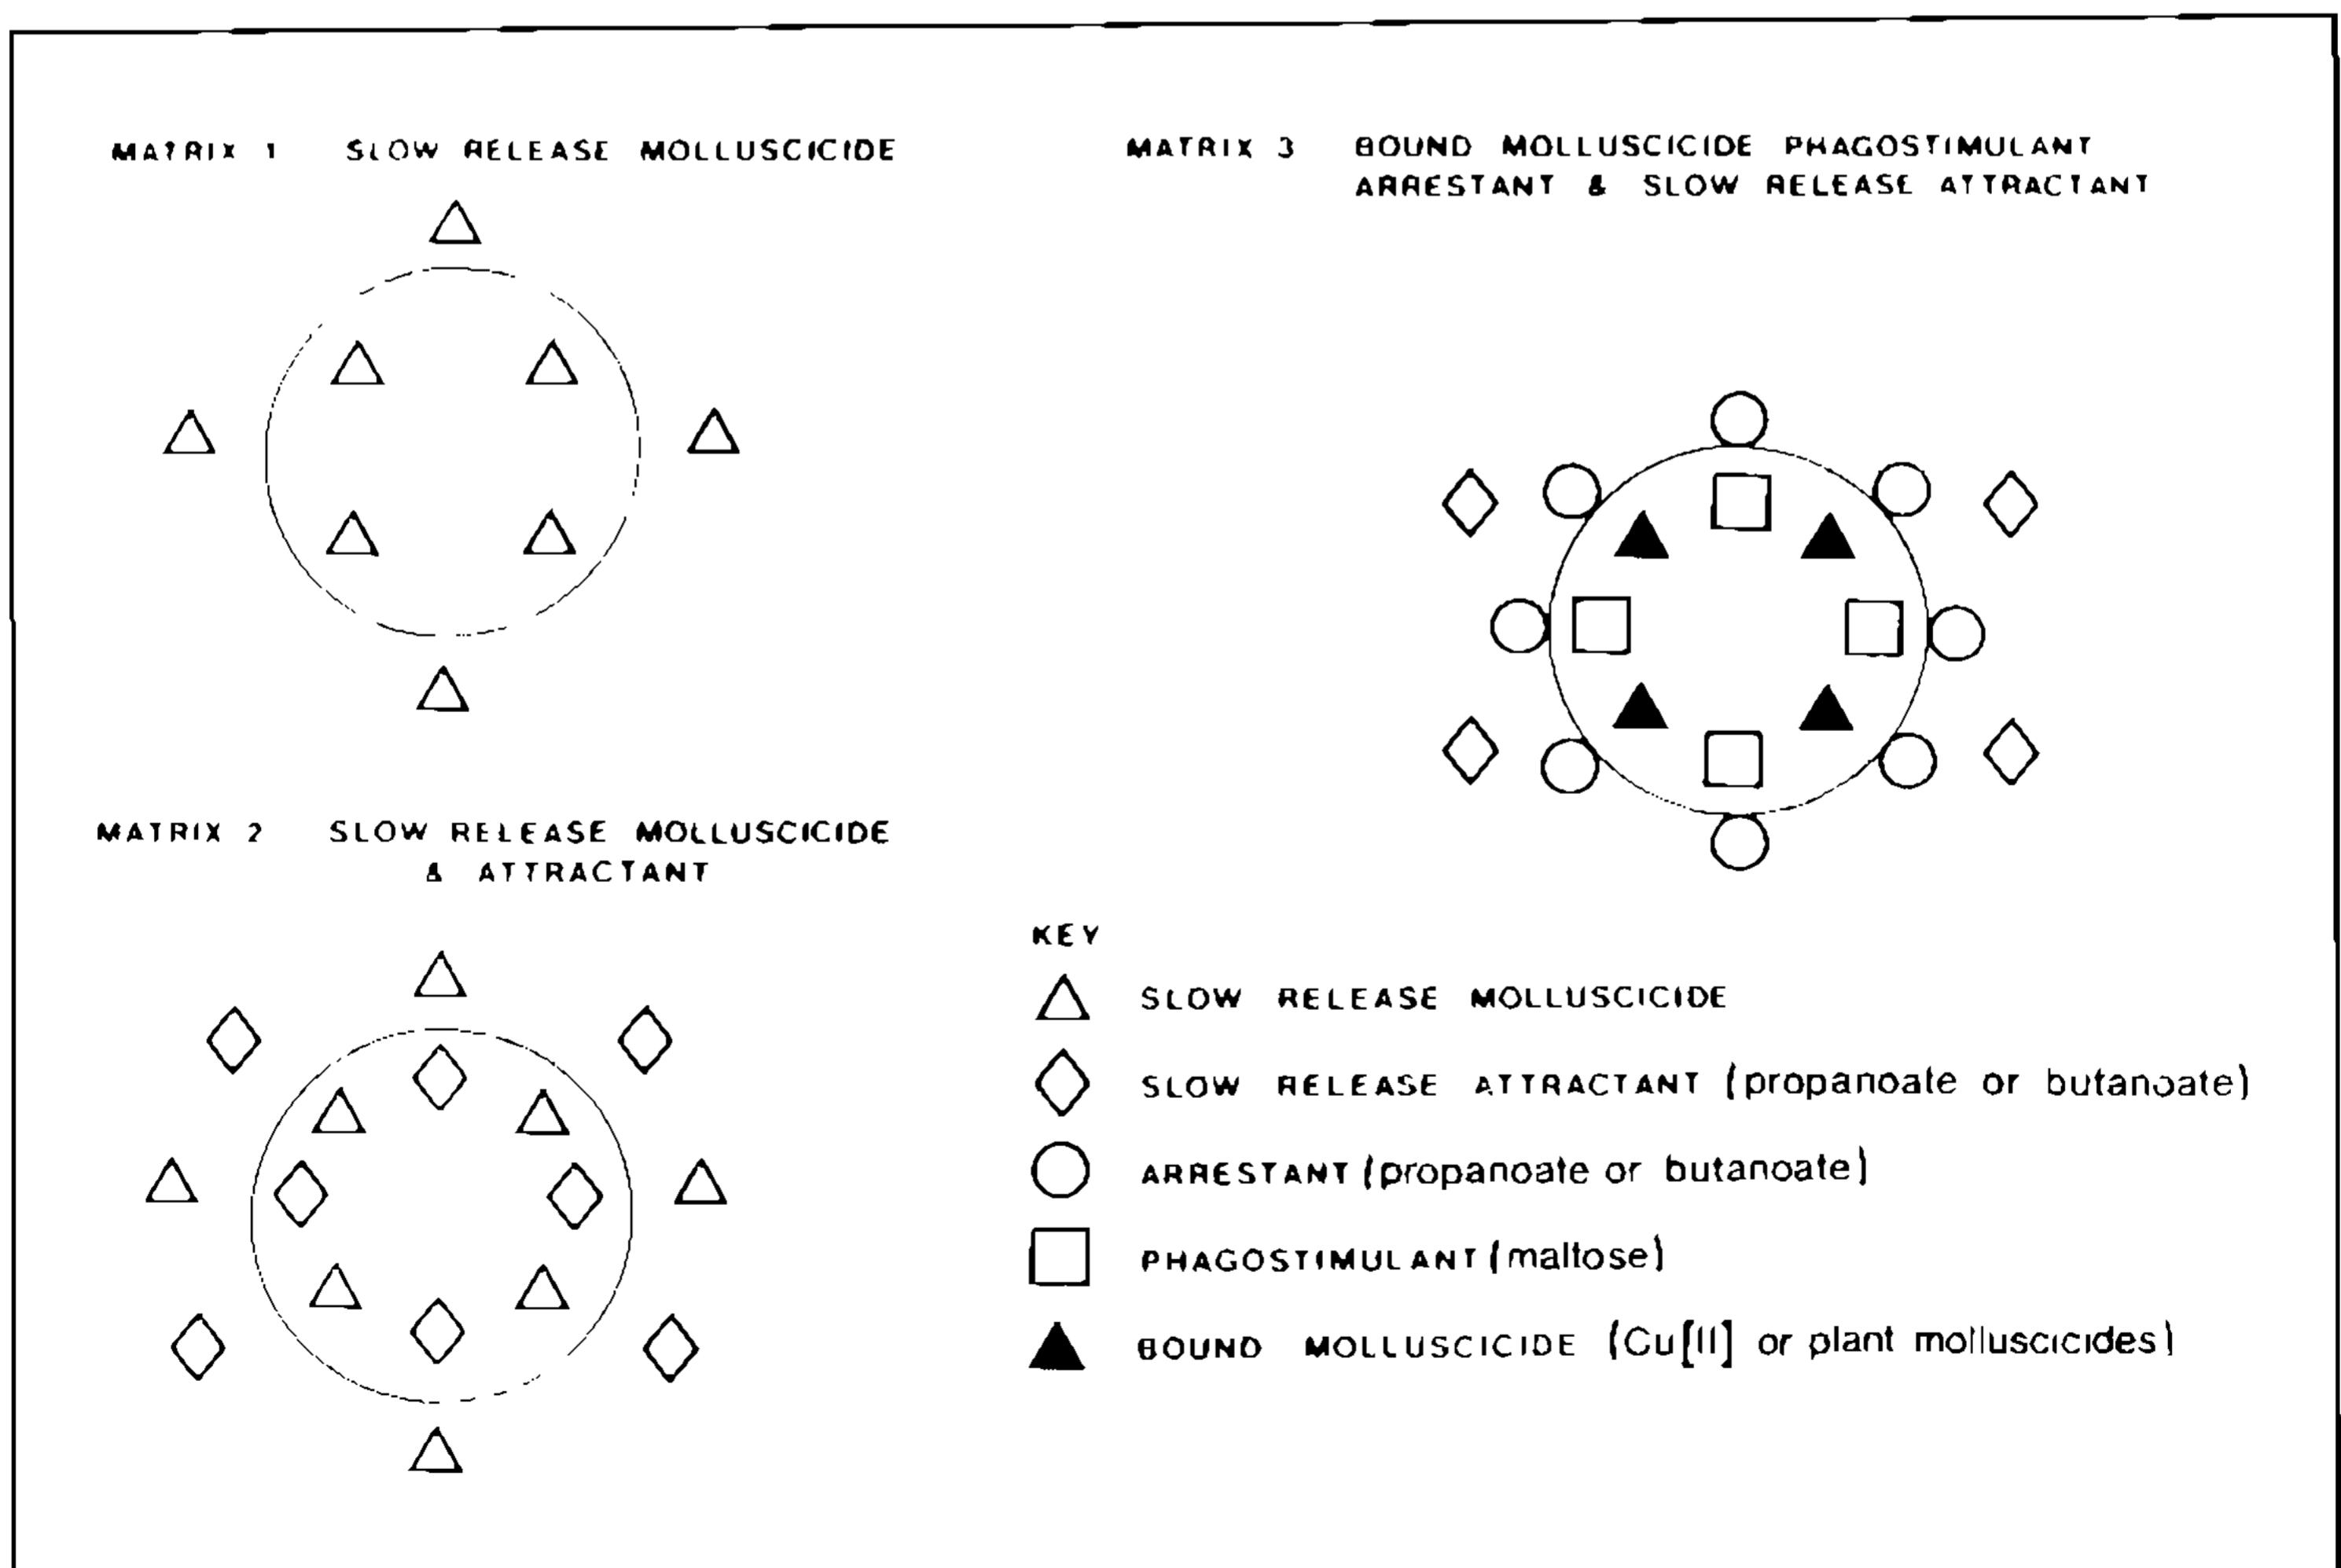 MATRIX 1 SLOW RELEASE MOLLUSCICIDE
MATRIX 3 BOUND MOLLUSCICIDE PHAGOSTIMULANT
ARRESTANT & SLOW RELEASE ATTRACTANT
MATRIX 2 SLOW RELEASE MOLLUSCICIDE
& ATTRACTANT
KEY
SLOW RELEASE MOLLUSCICIDE
SLOW RELEASE ATTRACTANT (propanoate or butanoate)
ARRESTANT (propanoate or butanoate)
PHAGOSTIMULANT (maltose)
BOUND MOLLUSCICIDE (Cu[II] or plant molluscicides)